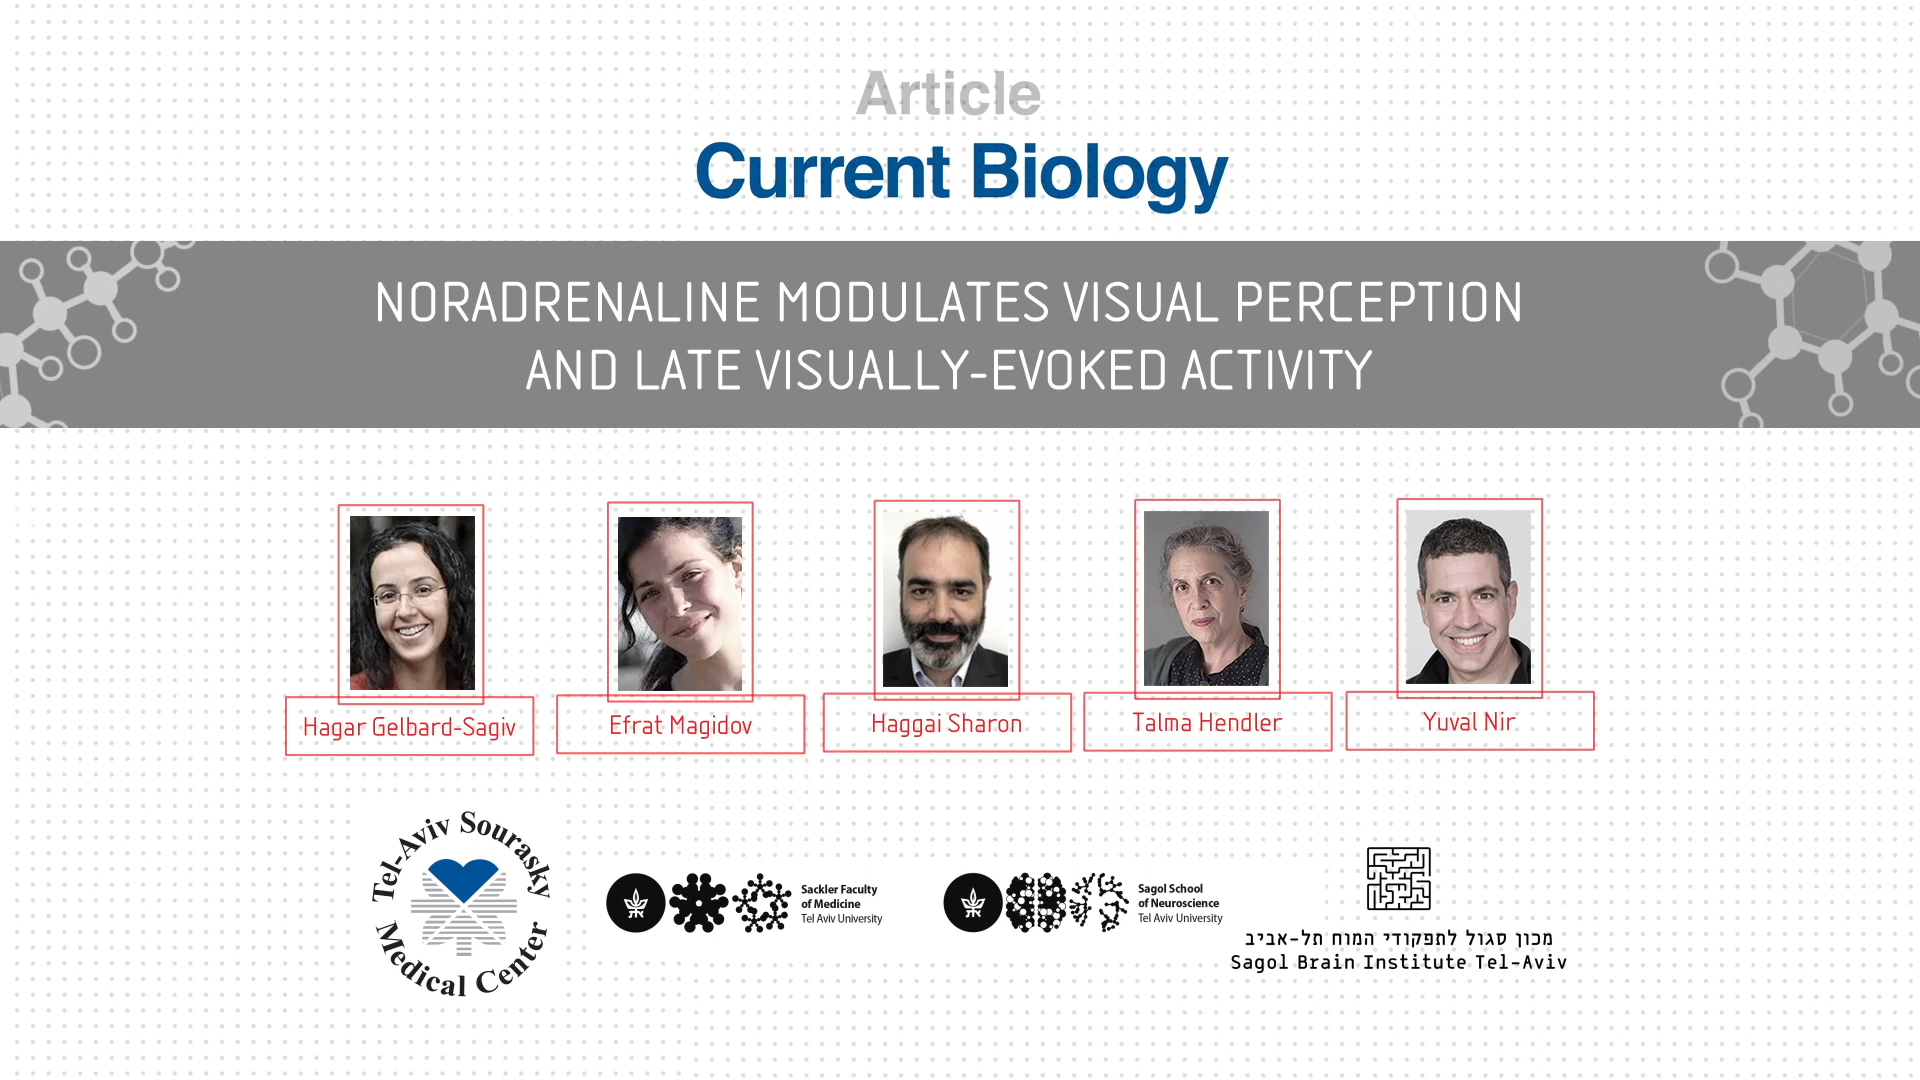 Article
Current Biology
NORADRENALINE MODULATES VISUAL PERCEPTION
AND LATE VISUALLY-EVOKED ACTIVITY
Hagar Gelbard-Sagiv
Efrat Magidov
Haggai Sharon
Talma Hendler
Yuval Nir
Tel-Aviv Sourasky
Medical Center
Sackler Faculty
of Medicine
Tel Aviv University
Sagol School
of Neuroscience
Tel Aviv University
מכון סגול לתפקודי המוח תל-אביב
Sagol Brain Institute Tel-Aviv